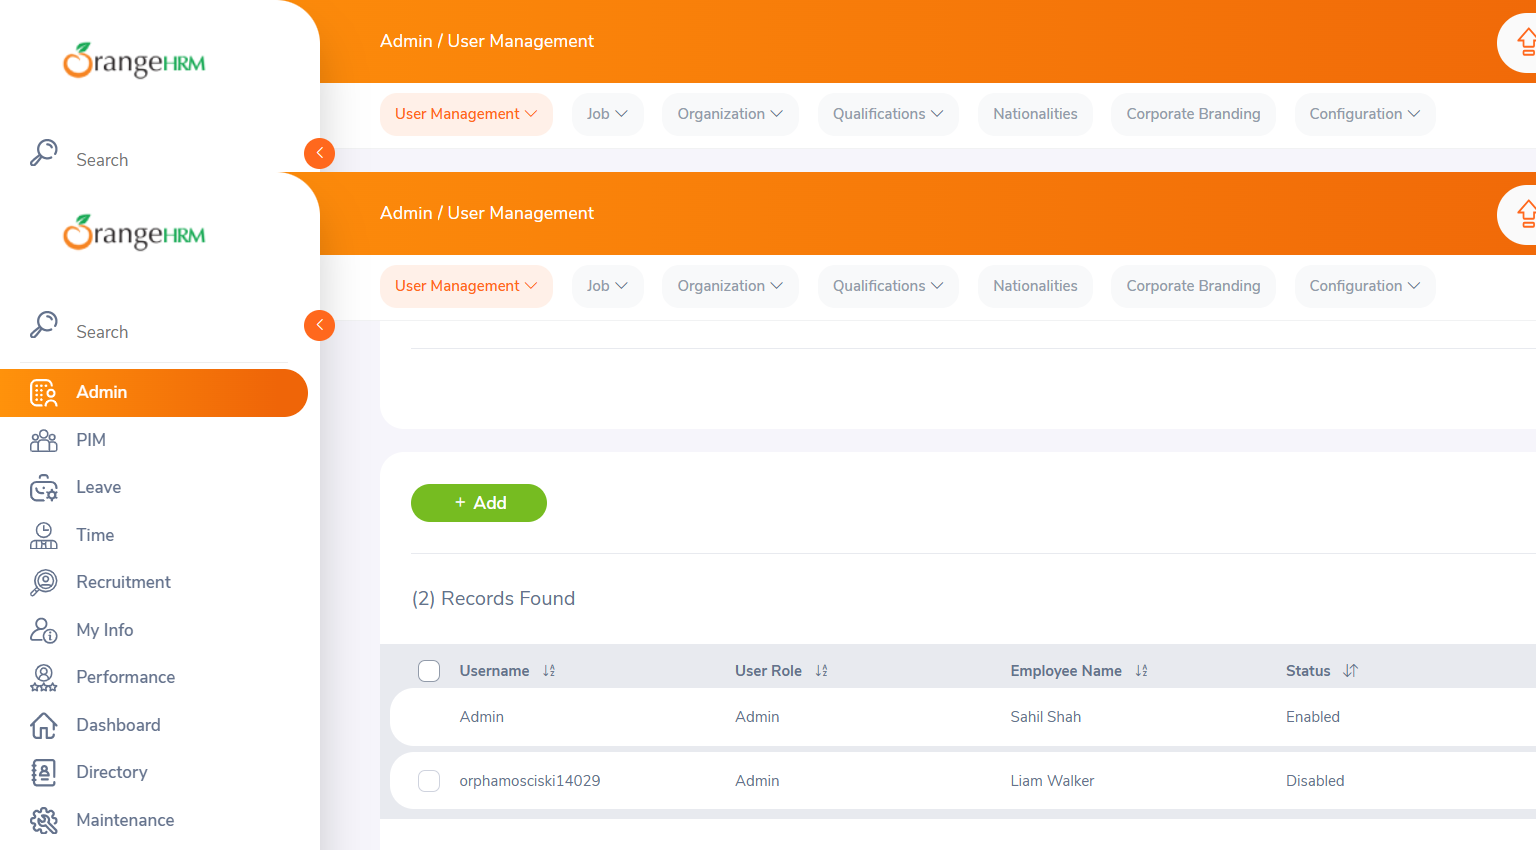 OrangeHRM
Admin / User Management
User Management Job Organization Qualifications Nationalities Corporate Branding Configuration
Search
OrangeHRM
Admin / User Management
User Management Job Organization Qualifications Nationalities Corporate Branding Configuration
Search
Admin
PIM
Leave
Time
Recruitment
My Info
Performance
Dashboard
Directory
Maintenance
+ Add
(2) Records Found
Username User Role Employee Name Status
Admin Admin Sahil Shah Enabled
orphamosciski14029 Admin Liam Walker Disabled